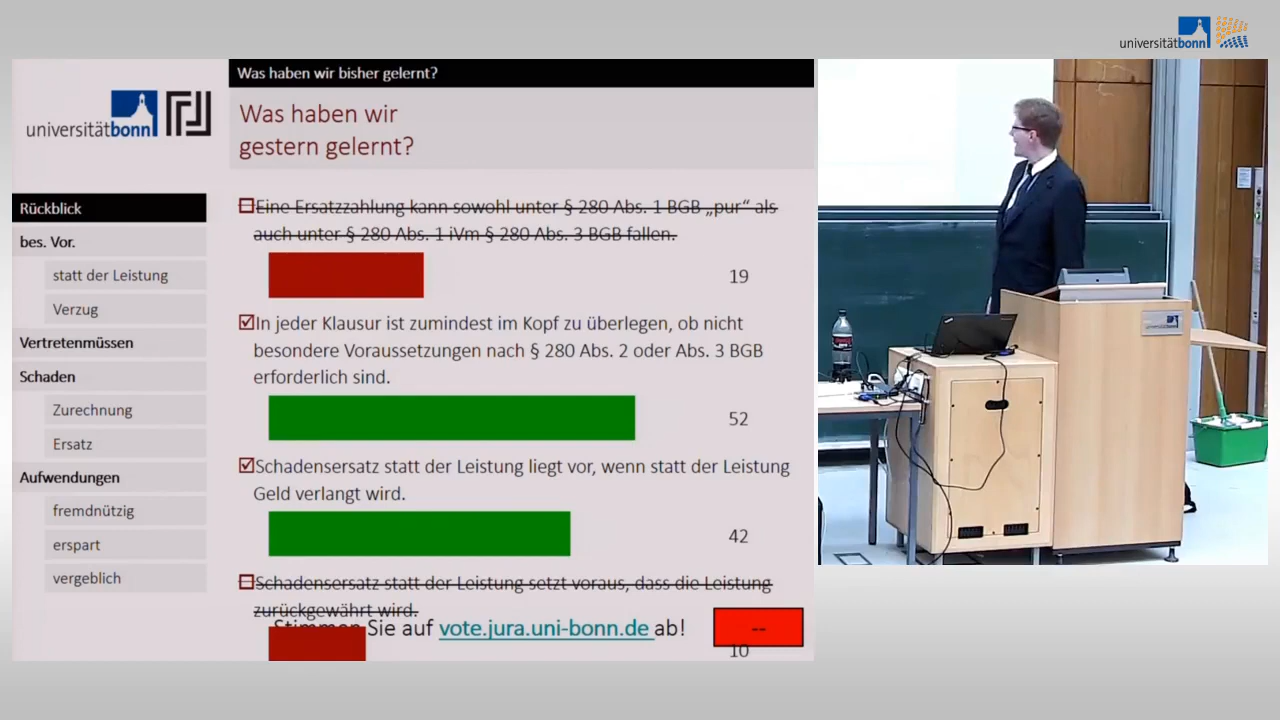 universitätbonn
Was haben wir bisher gelernt?
universitätbonn
Was haben wir
gestern gelernt?
Rückblick
bes. Vor.
statt der Leistung
Verzug
Vertretenmüssen
Schaden
Zurechnung
Ersatz
Aufwendungen
fremdnützig
erspart
vergeblich
Eine Ersatzzahlung kann sowohl unter § 280 Abs. 1 BGB „pur“ als
auch unter § 280 Abs. 1 iVm § 280 Abs. 3 BGB fallen.
19
In jeder Klausur ist zumindest im Kopf zu überlegen, ob nicht
besondere Voraussetzungen nach § 280 Abs. 2 oder Abs. 3 BGB
erforderlich sind.
52
Schadensersatz statt der Leistung liegt vor, wenn statt der Leistung
Geld verlangt wird.
42
Schadensersatz statt der Leistung setzt voraus, dass die Leistung
zurückgewährt wird.
Stimmen Sie auf vote.jura.uni-bonn.de ab!
--
10
universitätbonn